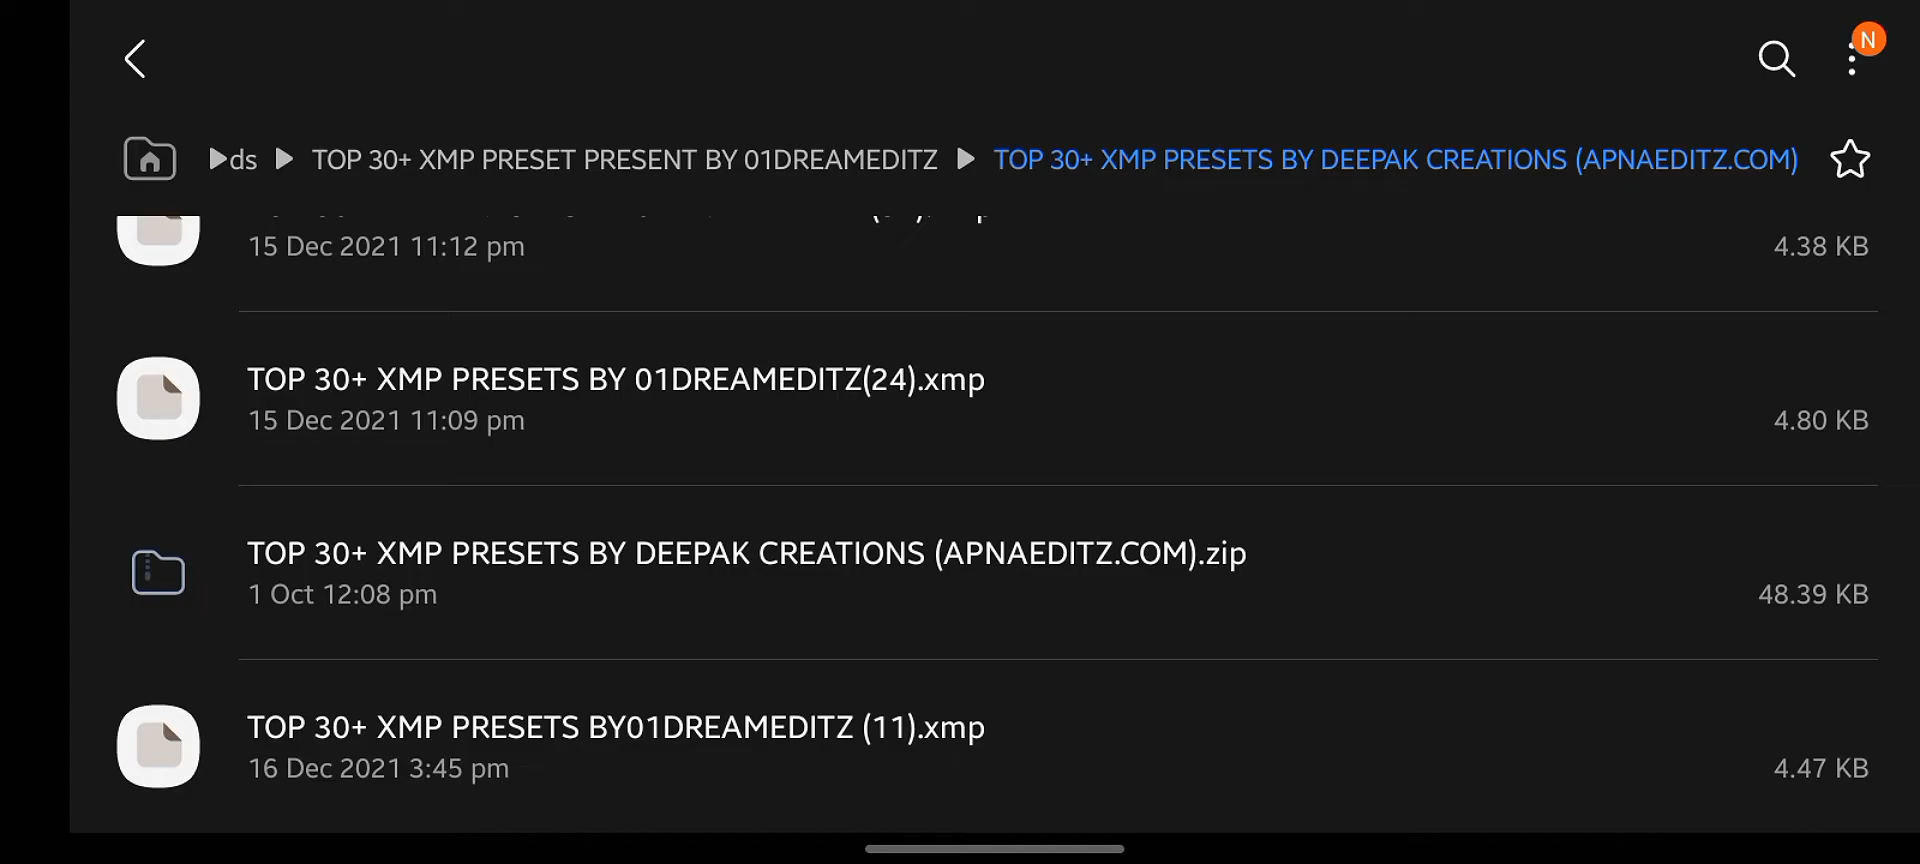 N
ds ▶ TOP 30+ XMP PRESET PRESENT BY 01DREAMEDITZ ▶ TOP 30+ XMP PRESETS BY DEEPAK CREATIONS (APNAEDITZ.COM)
15 Dec 2021 11:12 pm 4.38 KB
TOP 30+ XMP PRESETS BY 01DREAMEDITZ(24).xmp
15 Dec 2021 11:09 pm 4.80 KB
TOP 30+ XMP PRESETS BY DEEPAK CREATIONS (APNAEDITZ.COM).zip
1 Oct 12:08 pm 48.39 KB
TOP 30+ XMP PRESETS BY01DREAMEDITZ (11).xmp
16 Dec 2021 3:45 pm 4.47 KB